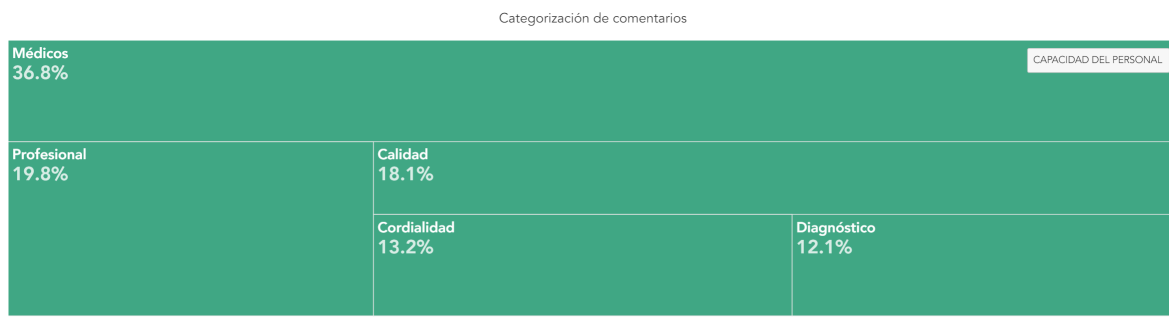 Categorización de comentarios
Médicos
36.8%
CAPACIDAD DEL PERSONAL
Profesional
19.8%
Calidad
18.1%
Cordialidad
13.2%
Diagnóstico
12.1%